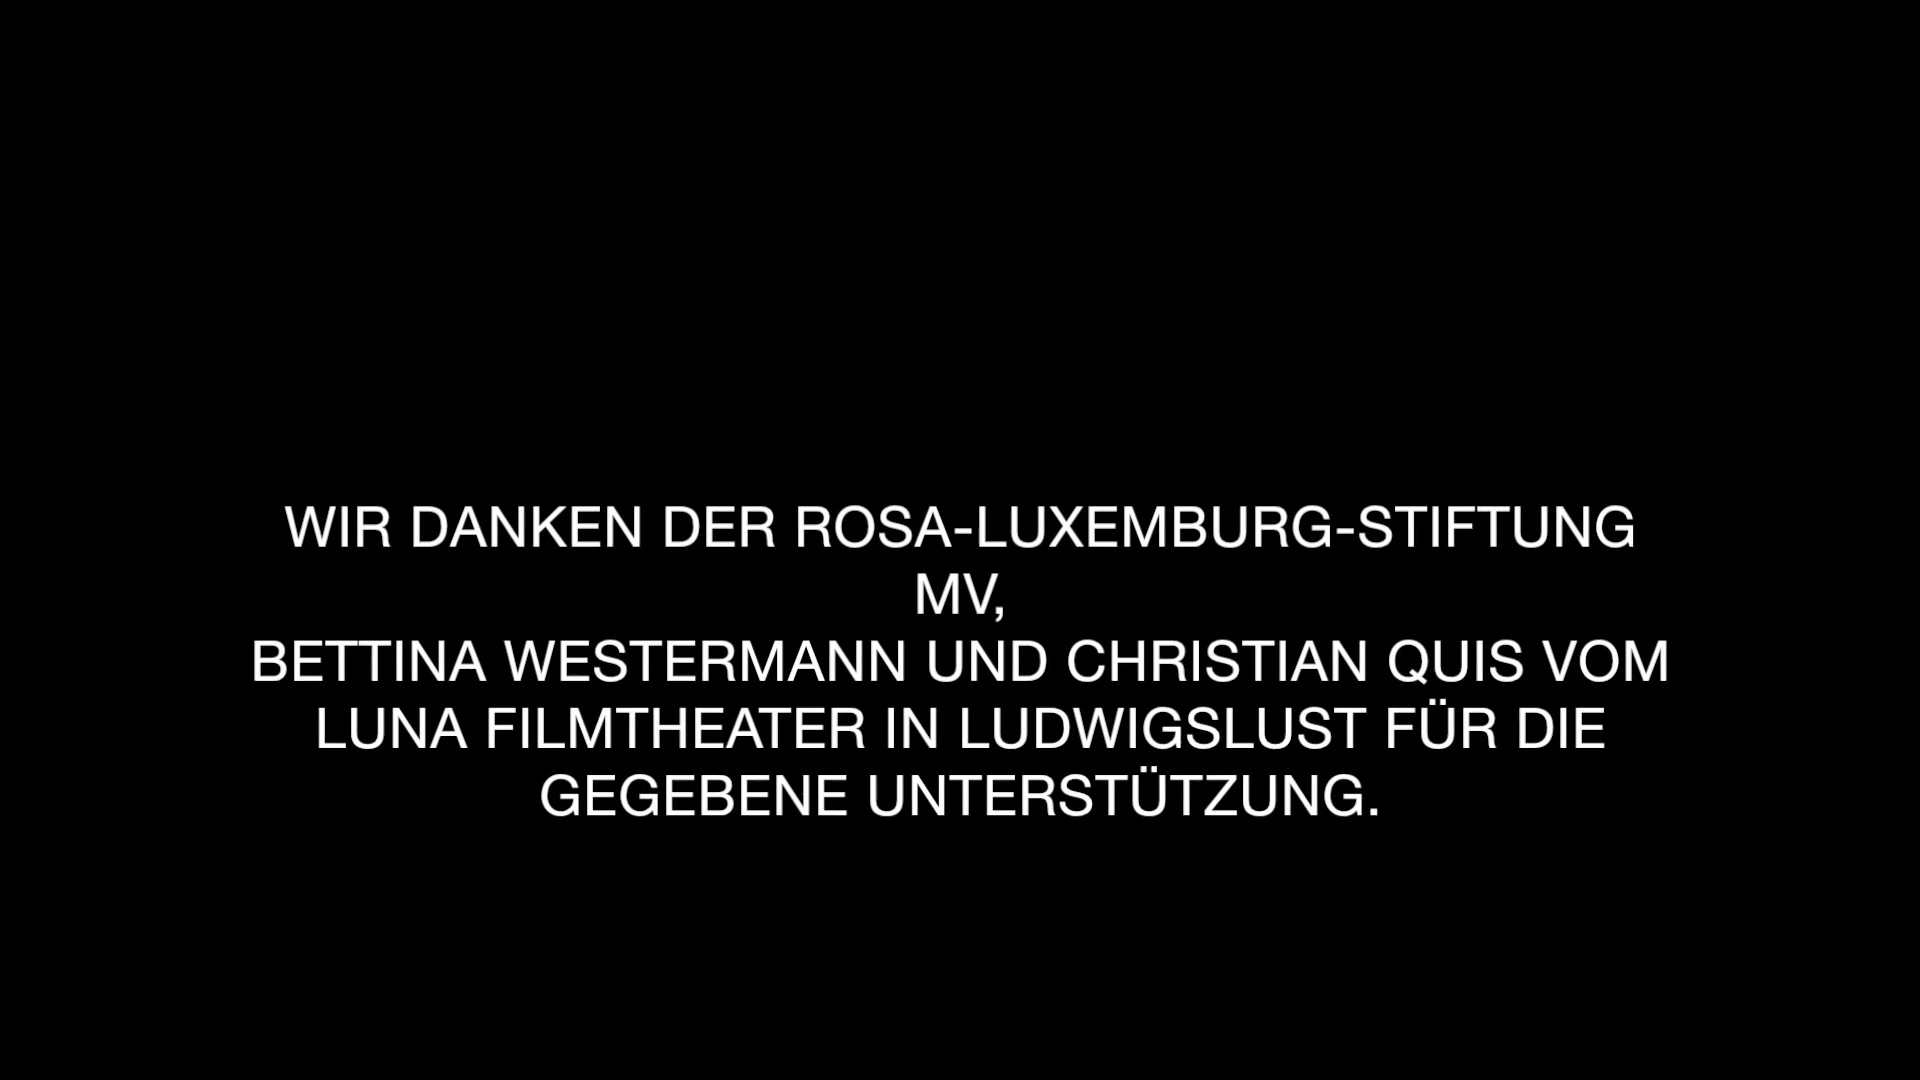 WIR DANKEN DER ROSA-LUXEMBURG-STIFTUNG
MV,
BETTINA WESTERMANN UND CHRISTIAN QUIS VOM
LUNA FILMTHEATER IN LUDWIGSLUST FÜR DIE
GEGEBENE UNTERSTÜTZUNG.